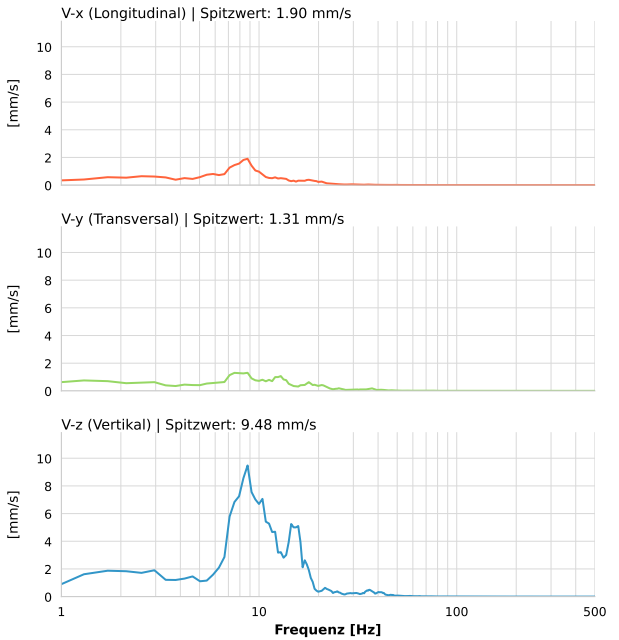 V-x (Longitudinal) | Spitzwert: 1.90 mm/s
10
8
6
4
2
0
[mm/s]
V-y (Transversal) | Spitzwert: 1.31 mm/s
10
8
6
4
2
0
[mm/s]
V-z (Vertikal) | Spitzwert: 9.48 mm/s
10
8
6
4
2
0
[mm/s]
1 10 100 500
Frequenz [Hz]